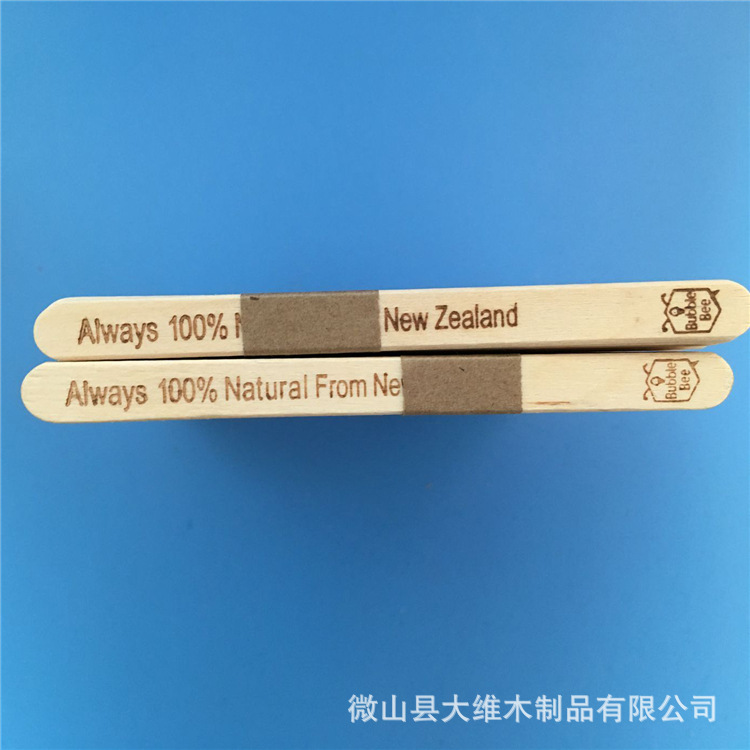 Always 100% N New Zealand
Bubble
Bee
Always 100% Natural From Ne
Bubble
Bee
微山县大维木制品有限公司